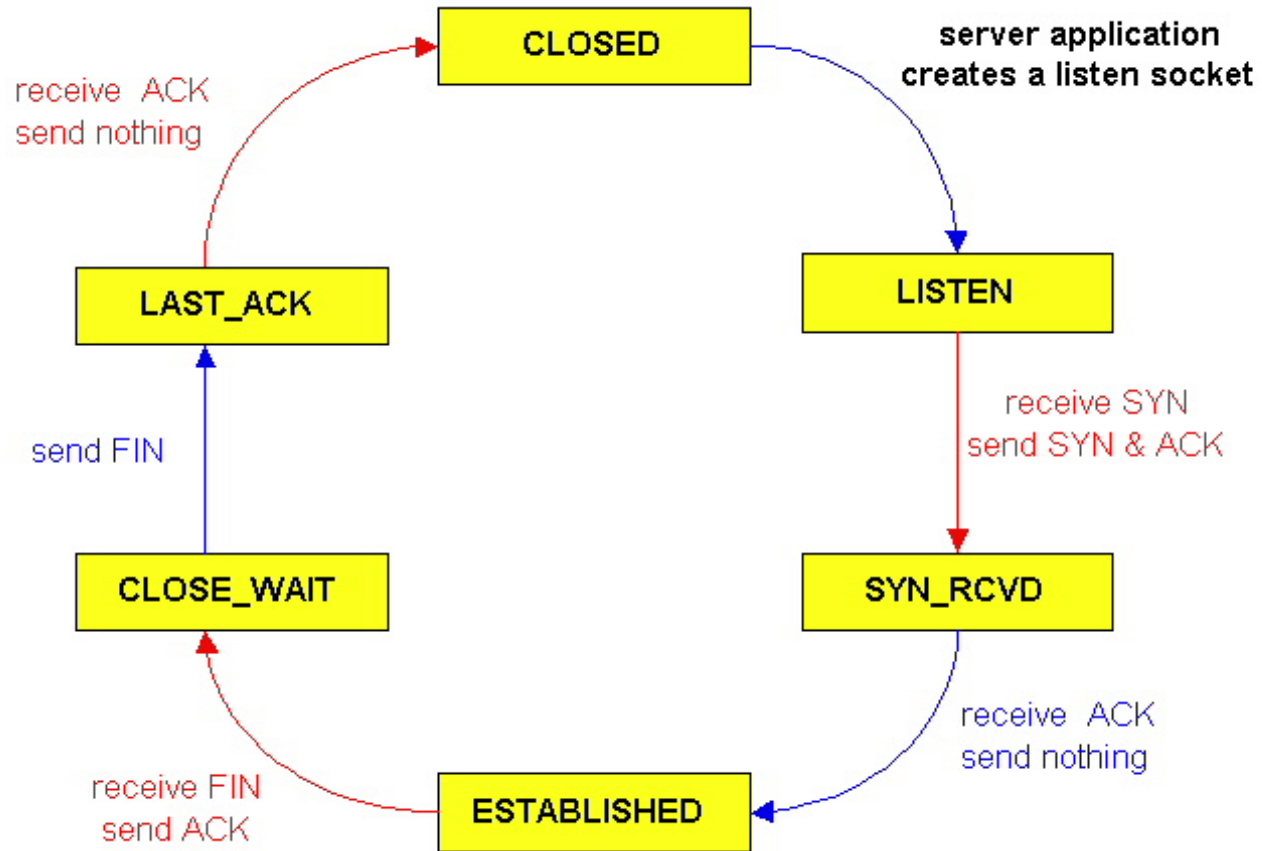 CLOSED
server application
creates a listen socket
receive ACK
send nothing
LAST_ACK
LISTEN
receive SYN
send SYN & ACK
send FIN
CLOSE_WAIT
SYN_RCVD
receive ACK
send nothing
receive FIN
send ACK
ESTABLISHED